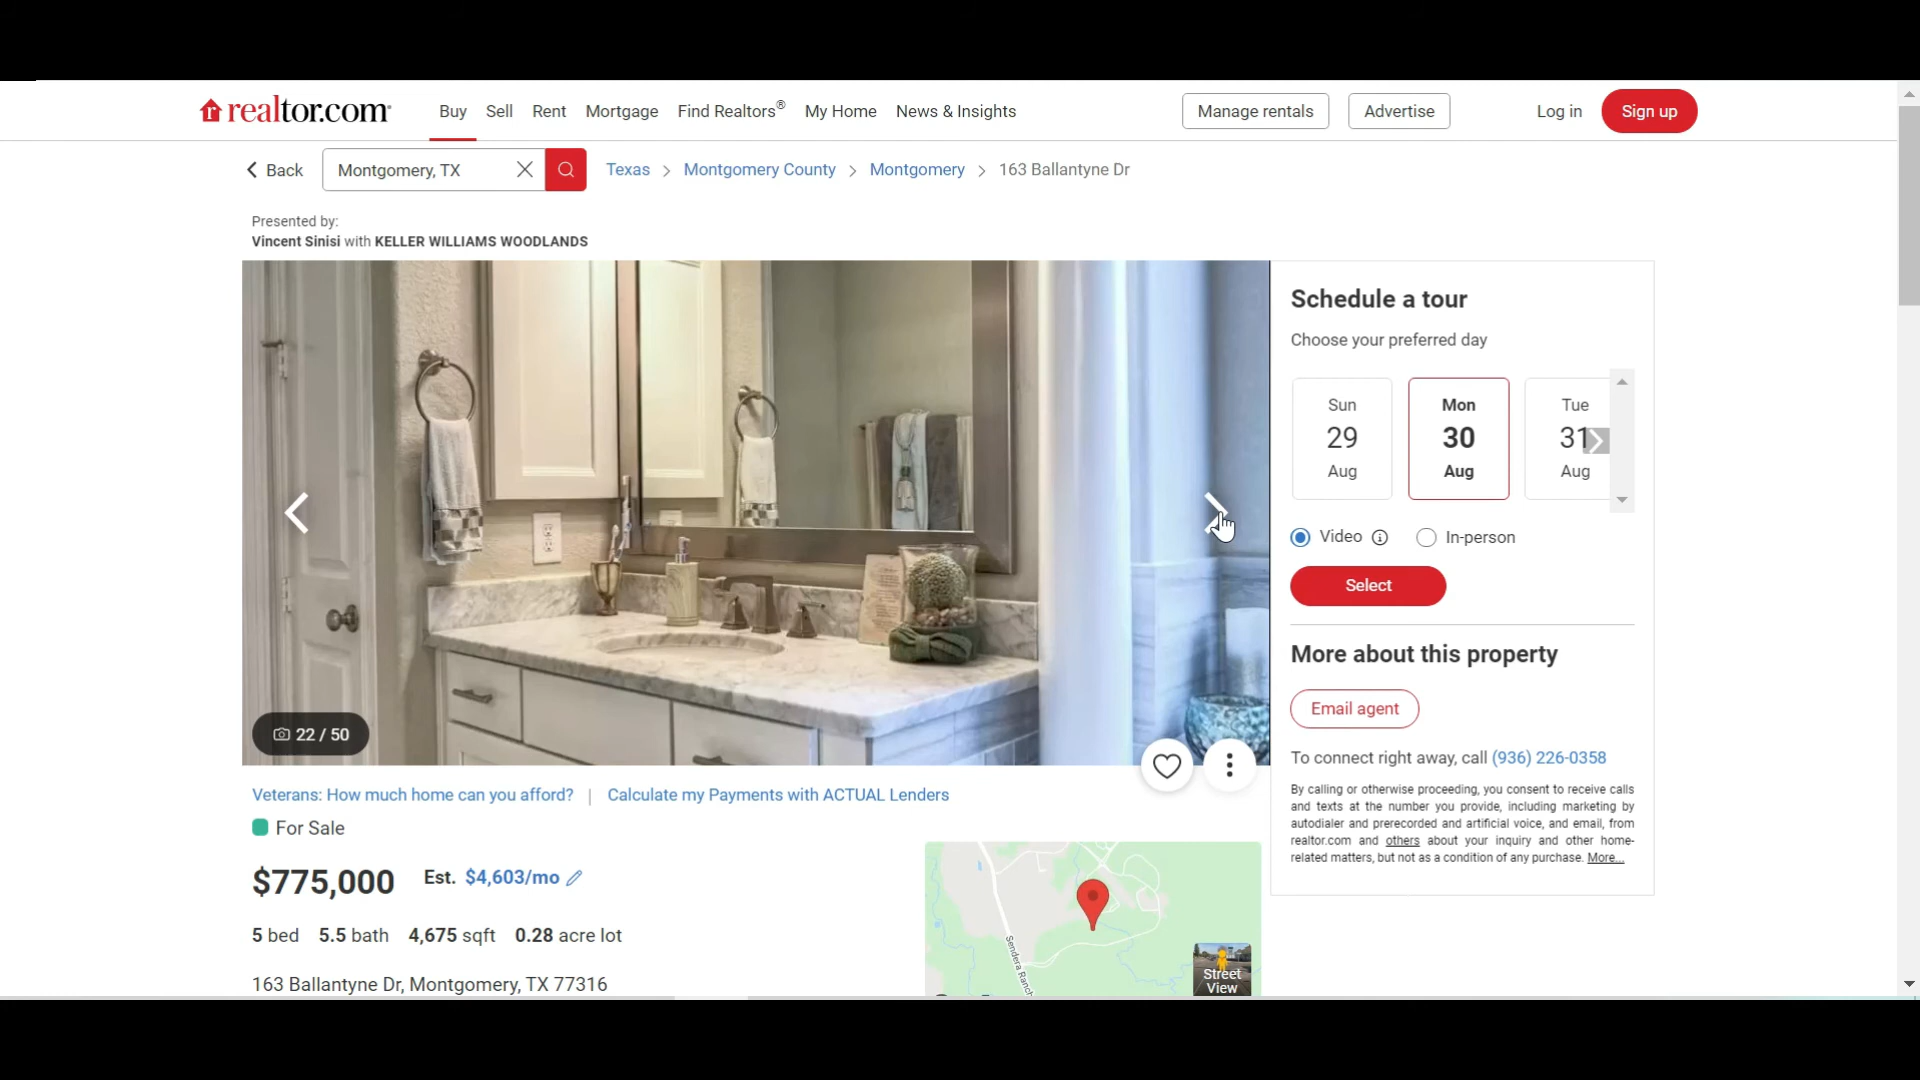 realtor.com®
Buy Sell Rent Mortgage Find Realtors® My Home News & Insights
Manage rentals Advertise Log in Sign up
Back Montgomery, TX Texas > Montgomery County > Montgomery > 163 Ballantyne Dr
Presented by:
Vincent Sinisi with KELLER WILLIAMS WOODLANDS
22 / 50
Schedule a tour
Choose your preferred day
Sun Mon Tue
29 30 31
Aug Aug Aug
Video In-person
Select
More about this property
Email agent
To connect right away, call (936) 226-0358
By calling or otherwise proceeding, you consent to receive calls
and texts at the number you provide, including marketing by
autodialer and prerecorded and artificial voice, and email, from
realtor.com and others about your inquiry and other home-
related matters, but not as a condition of any purchase. More...
Veterans: How much home can you afford? | Calculate my Payments with ACTUAL Lenders
For Sale
$775,000 Est. $4,603/mo
5 bed 5.5 bath 4,675 sqft 0.28 acre lot
163 Ballantyne Dr, Montgomery, TX 77316
Sendera Ranch
Street
View